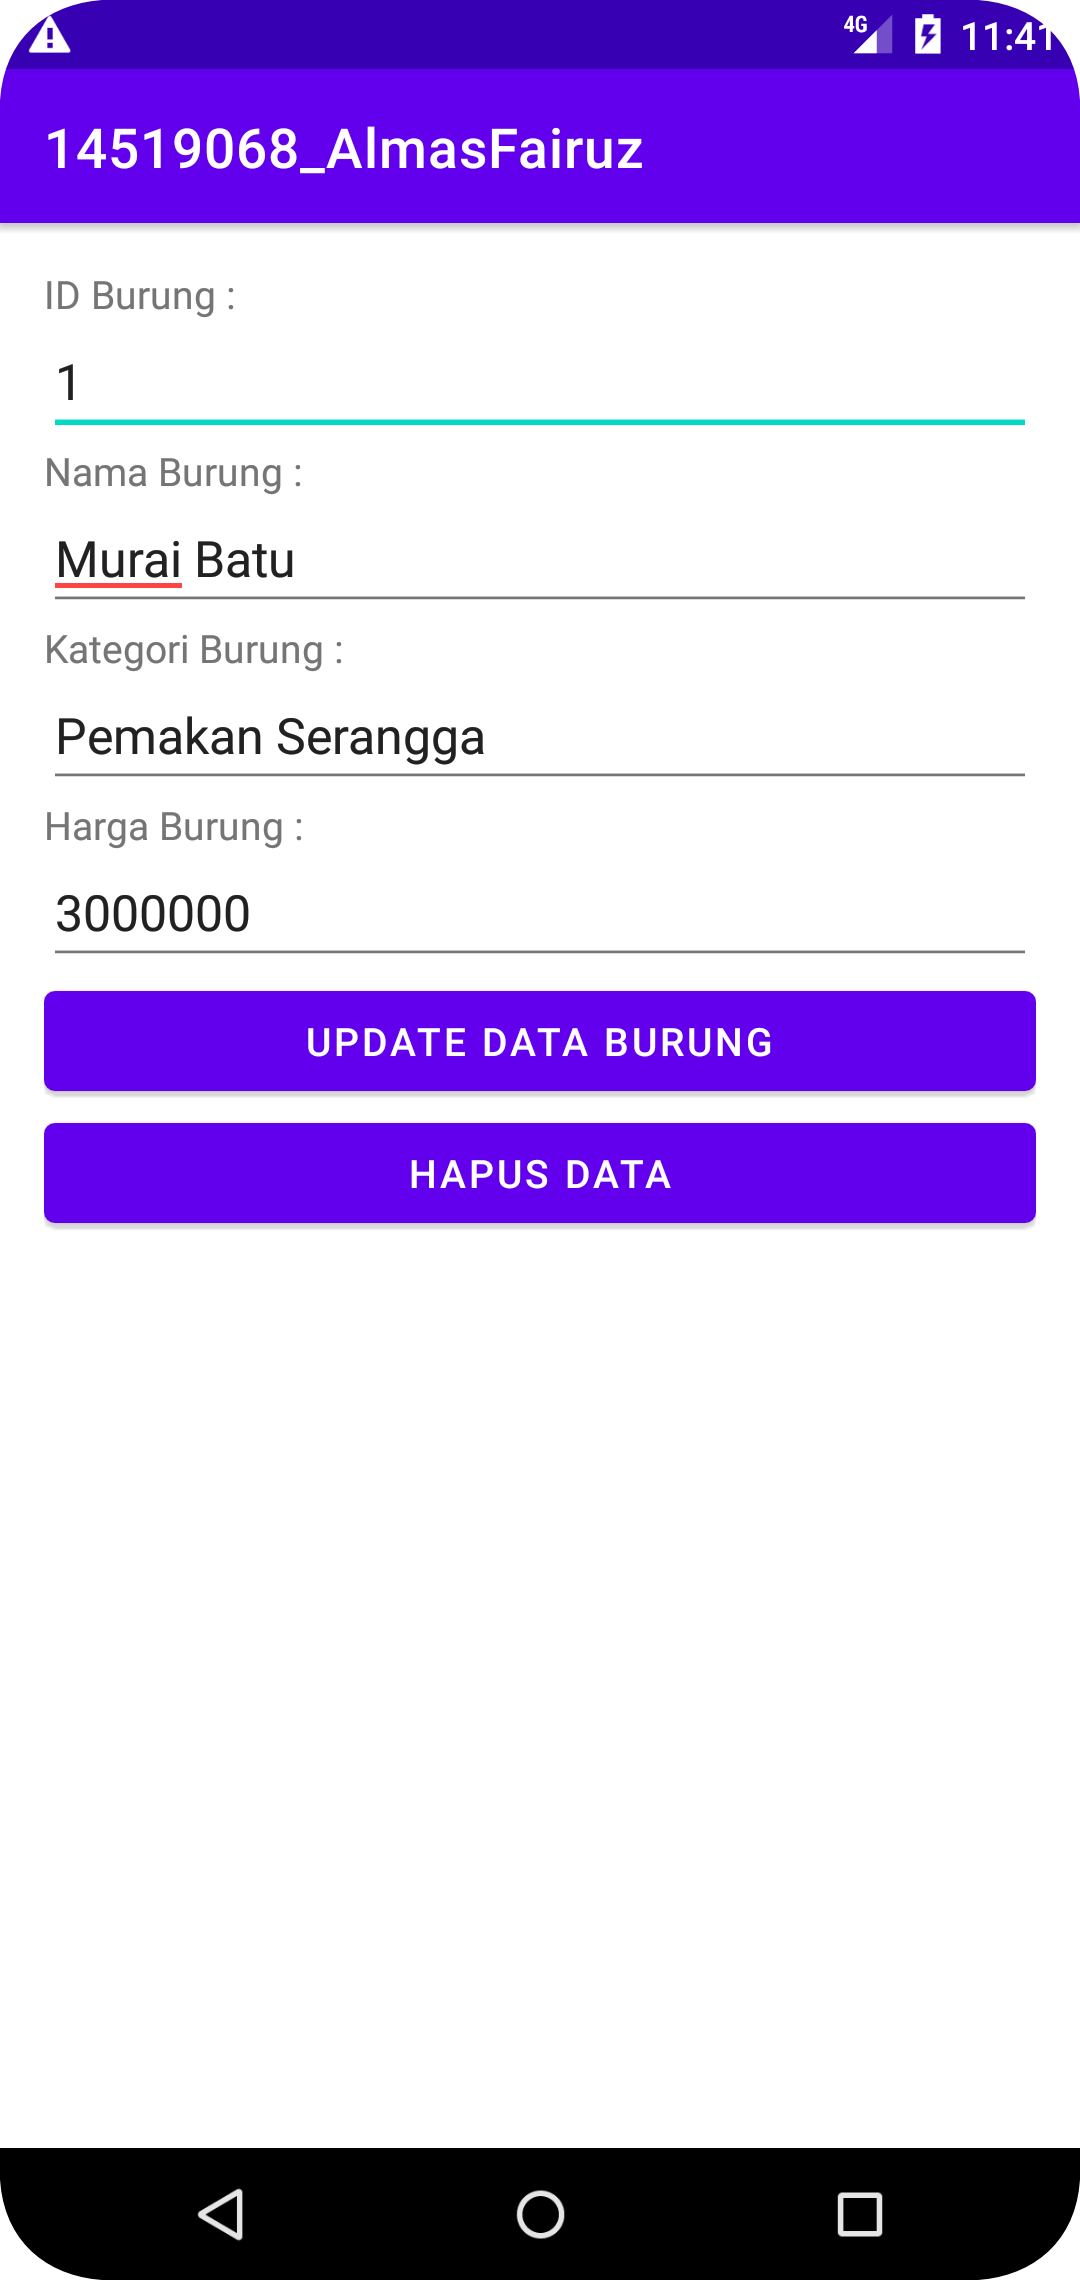 4G 11:41
14519068_AlmasFairuz
ID Burung :
1
Nama Burung :
Murai Batu
Kategori Burung :
Pemakan Serangga
Harga Burung :
3000000
UPDATE DATA BURUNG
HAPUS DATA